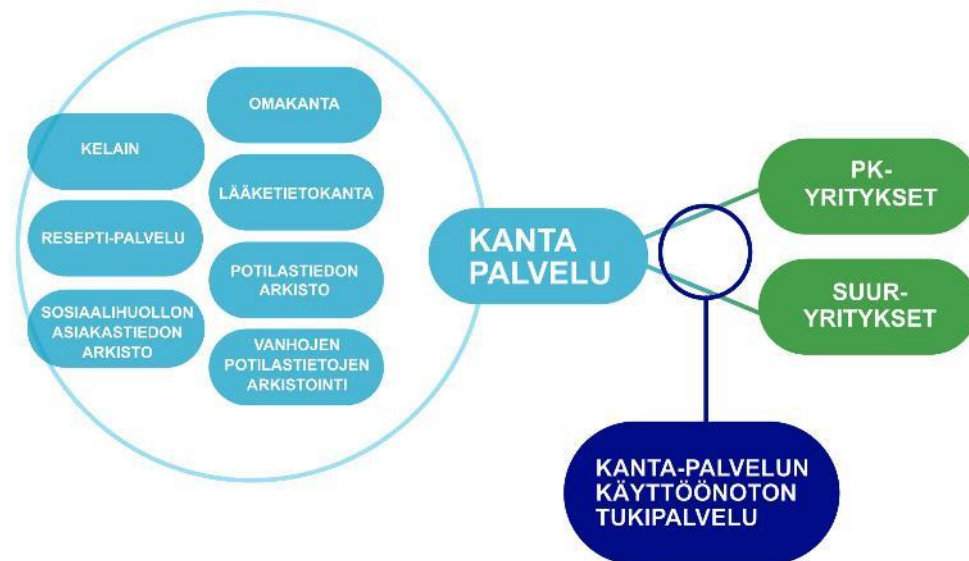 OMAKANTA
KELAIN
LÄÄKETIETOKANTA
RESEPTI-PALVELU
POTILASTIEDON
ARKISTO
SOSIAALIHUOLLON
ASIAKASTIEDON
ARKISTO
VANHOJEN
POTILASTIETOJEN
ARKISTOINTI
KANTA
PALVELU
PK-
YRITYKSET
SUUR-
YRITYKSET
KANTA-PALVELUN
KÄYTTÖÖNOTON
TUKIPALVELU